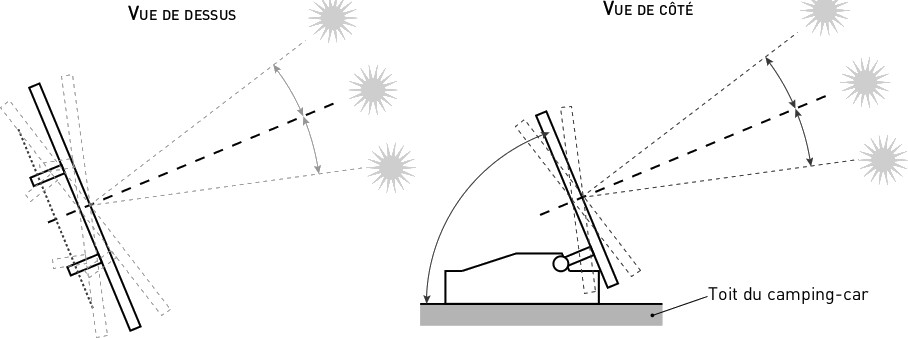 VUE DE DESSUS
VUE DE CÔTÉ
Toit du camping-car